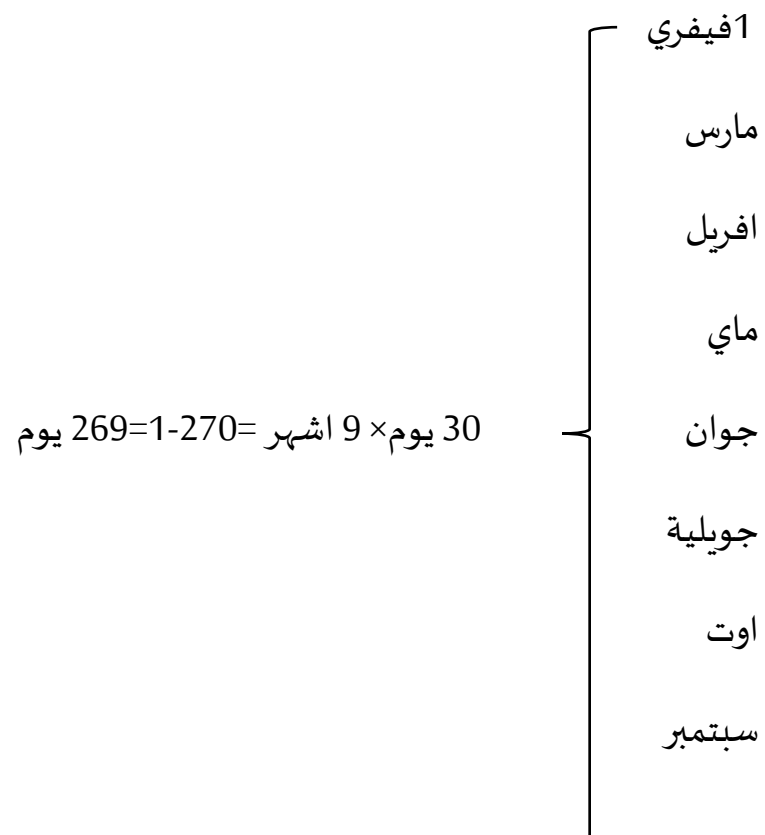 1فيفري
مارس
افريل
ماي
جوان
30 يوم× 9 اشهر =270-1=269 يوم
جويلية
اوت
سبتمبر